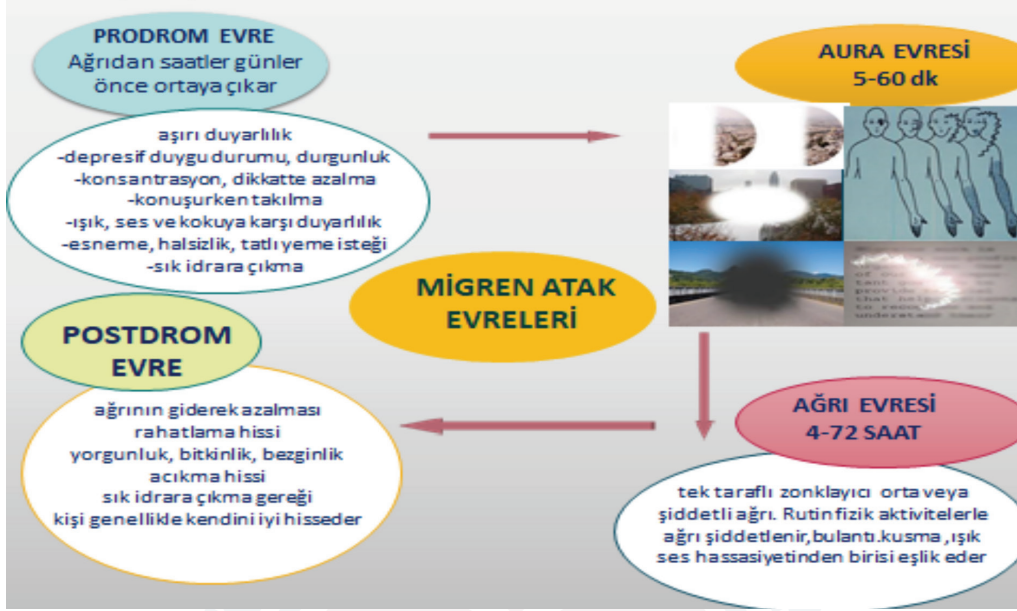 PRODROM EVRE
Ağrıdan saatler günler
önce ortaya çıkar
aşırı duyarlılık
-depresif duygu durumu, durgunluk
-konsantrasyon, dikkatte azalma
-konuşurken takılma
-ışık, ses ve kokuya karşı duyarlılık
-esneme, halsizlik, tatlı yeme isteği
-sık idrara çıkma
AURA EVRESİ
5-60 dk
MİGREN ATAK
EVRELERİ
AĞRI EVRESİ
4-72 SAAT
tek taraflı zonklayıcı orta veya
şiddetli ağrı. Rutin fizik aktivitelerle
ağrı şiddetlenir,bulantı.kusma ,ışık
ses hassasiyetinden birisi eşlik eder
POSTDROM
EVRE
ağrının giderek azalması
rahatlama hissi
yorgunluk, bitkinlik, bezginlik
acıkma hissi
sık idrara çıkma gereği
kişi genellikle kendini iyi hisseder